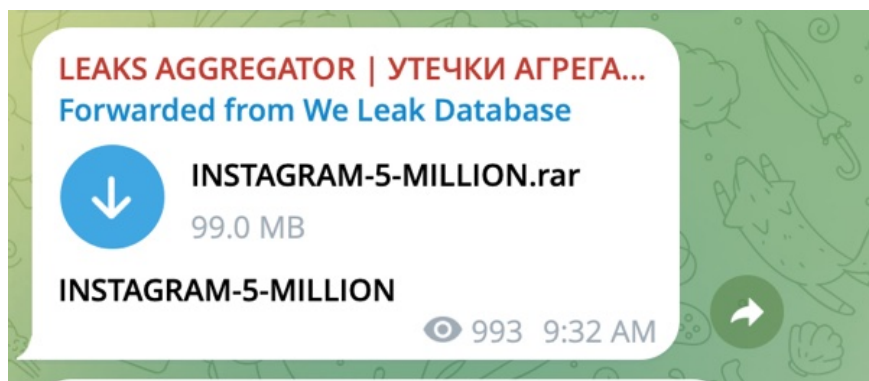 LEAKS AGGREGATOR | УТЕЧКИ АГРЕГА...
Forwarded from We Leak Database
INSTAGRAM-5-MILLION.rar
99.0 MB
INSTAGRAM-5-MILLION
993 9:32 AM